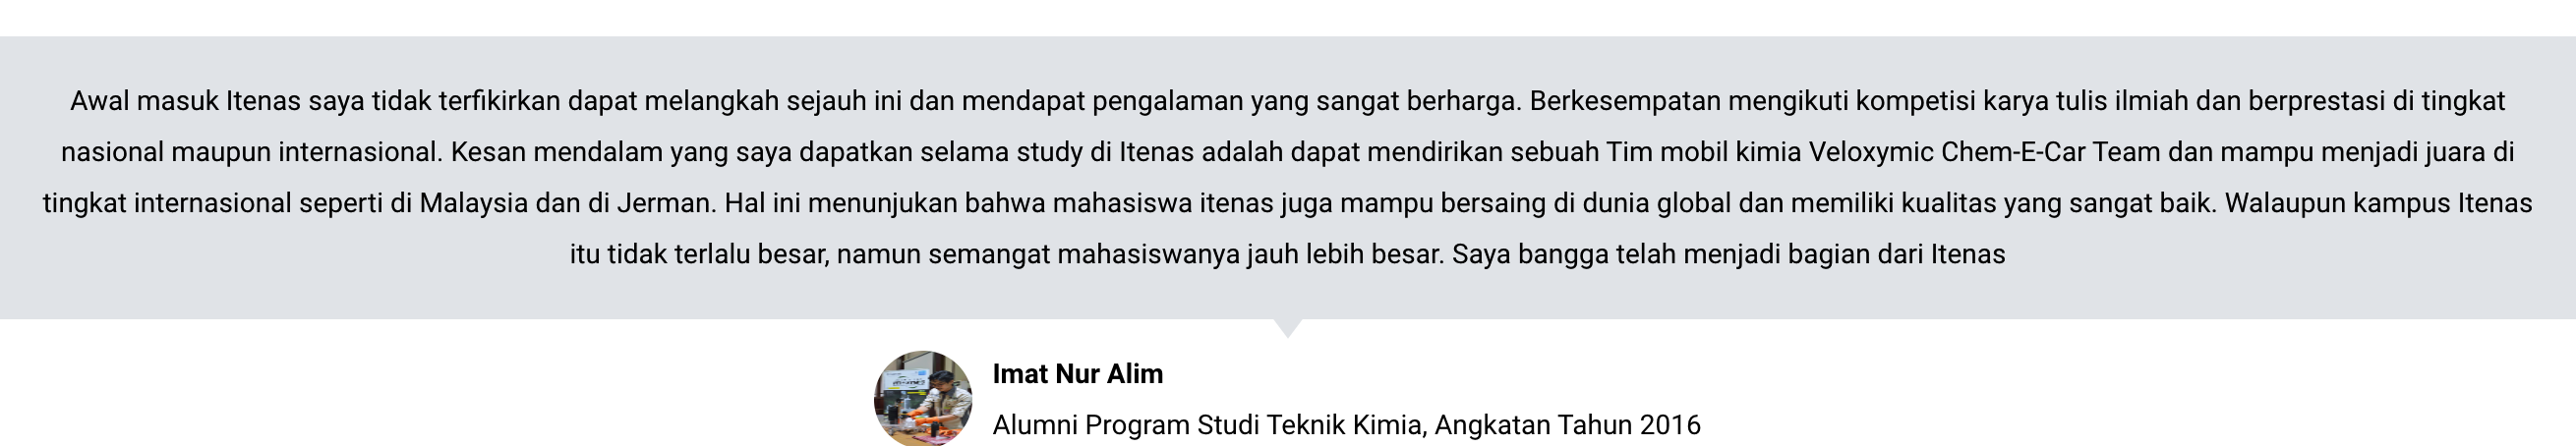 Awal masuk Itenas saya tidak terfikirkan dapat melangkah sejauh ini dan mendapat pengalaman yang sangat berharga. Berkesempatan mengikuti kompetisi karya tulis ilmiah dan berprestasi di tingkat
nasional maupun internasional. Kesan mendalam yang saya dapatkan selama study di Itenas adalah dapat mendirikan sebuah Tim mobil kimia Veloxymic Chem-E-Car Team dan mampu menjadi juara di
tingkat internasional seperti di Malaysia dan di Jerman. Hal ini menunjukan bahwa mahasiswa itenas juga mampu bersaing di dunia global dan memiliki kualitas yang sangat baik. Walaupun kampus Itenas
itu tidak terlalu besar, namun semangat mahasiswanya jauh lebih besar. Saya bangga telah menjadi bagian dari Itenas
Imat Nur Alim
Alumni Program Studi Teknik Kimia, Angkatan Tahun 2016